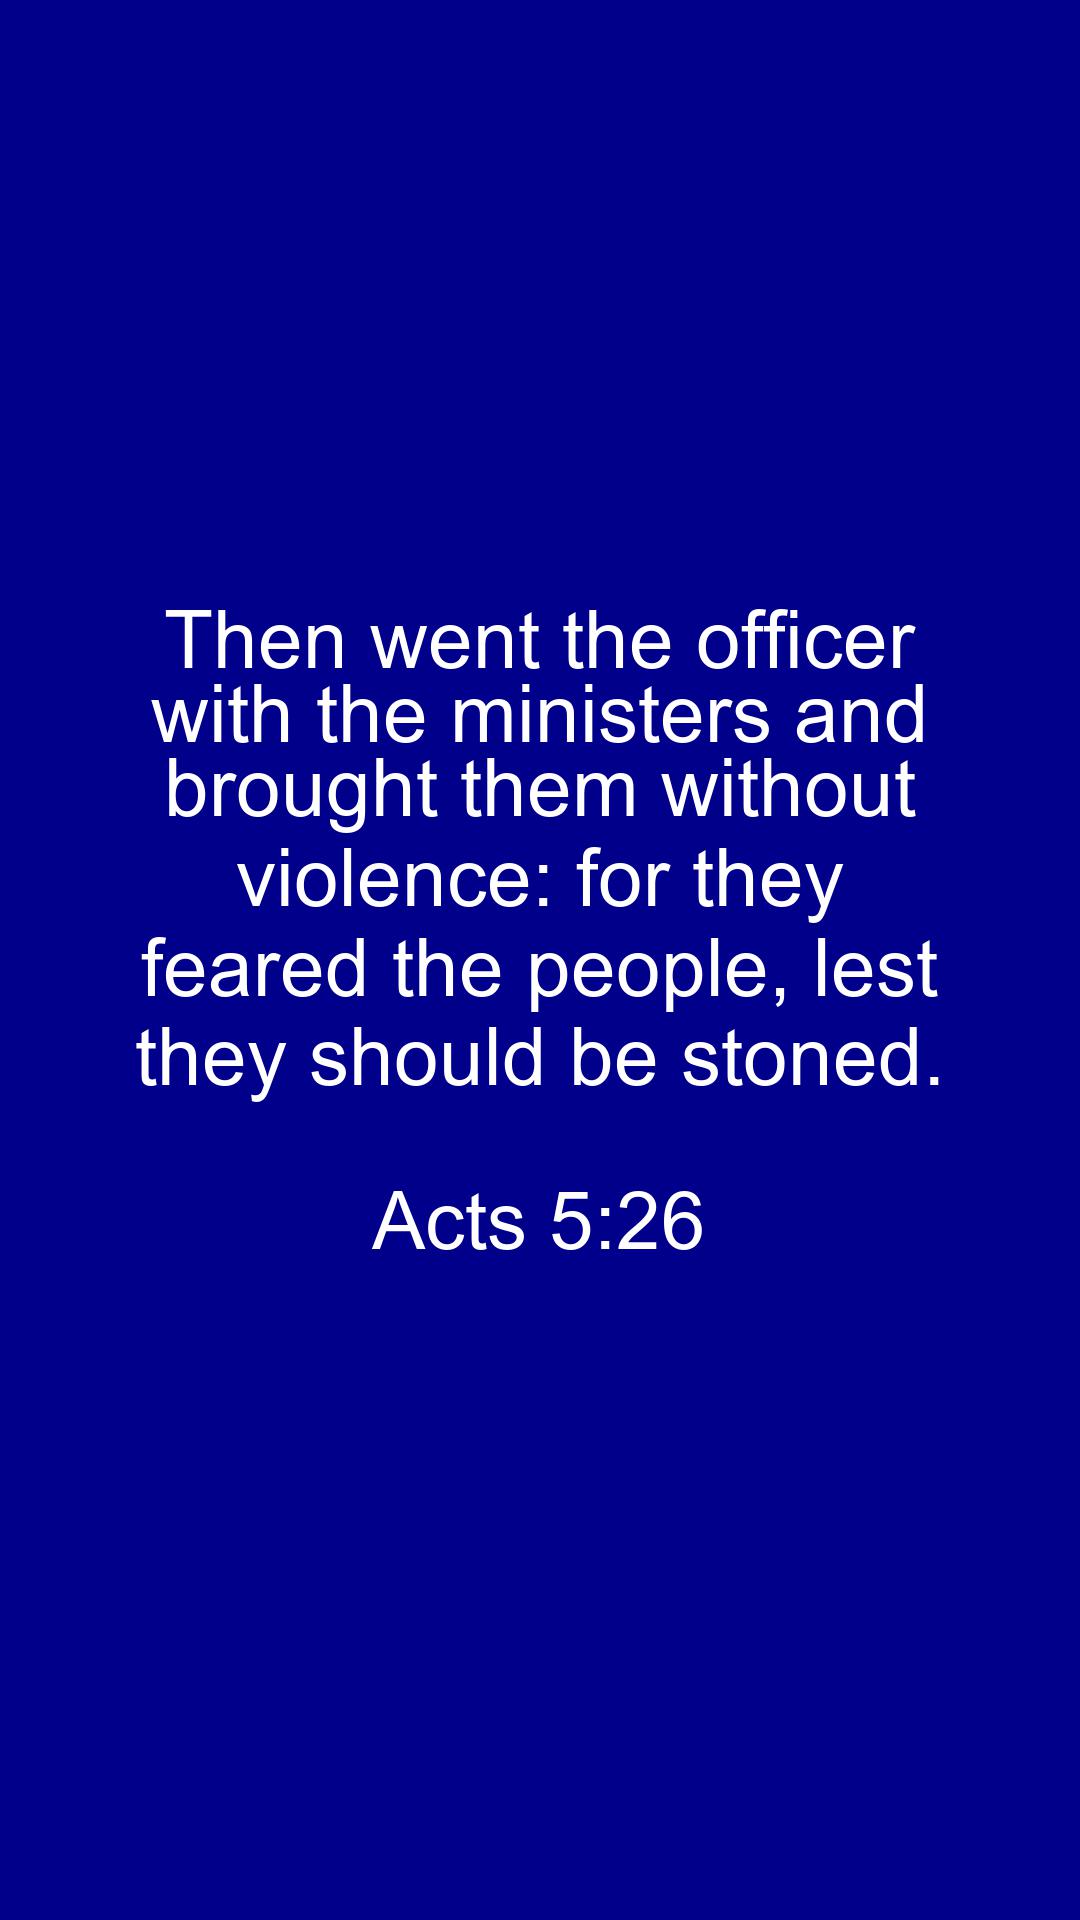 Then went the officer
with the ministers and
brought them without
violence: for they
feared the people, lest
they should be stoned.
Acts 5:26